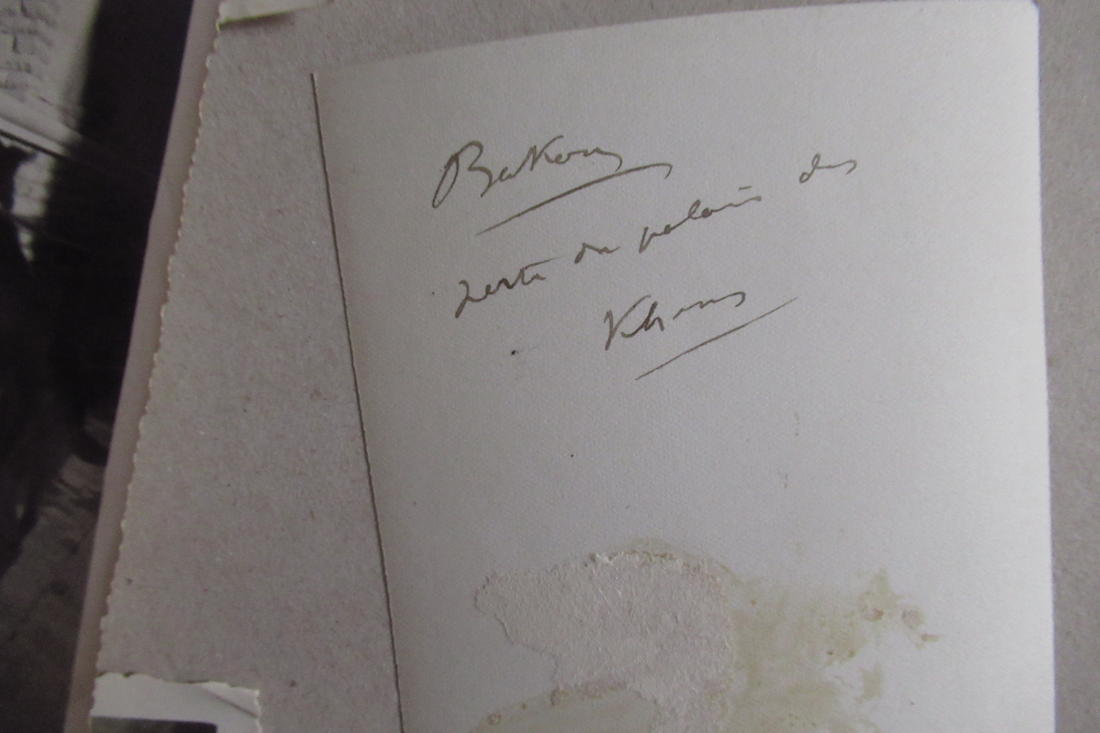 Bakou
reste du palais des
Khans